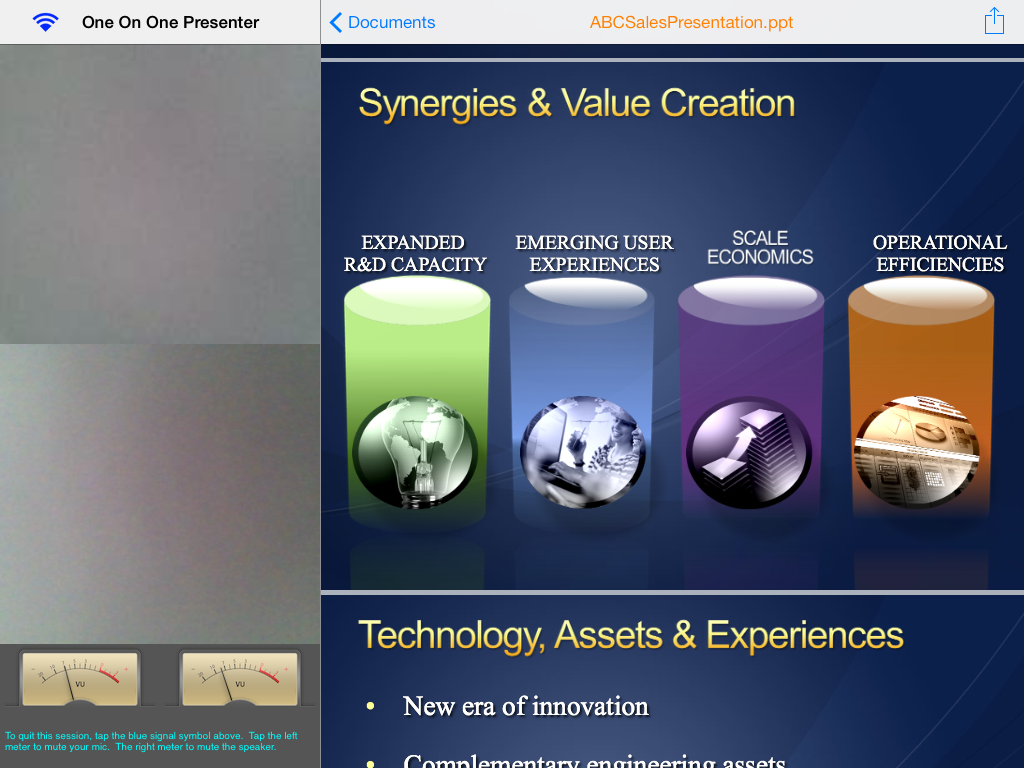 One On One Presenter
Documents
ABCSalesPresentation.ppt
Synergies & Value Creation
EXPANDED
R&D CAPACITY
EMERGING USER
EXPERIENCES
SCALE
ECONOMICS
OPERATIONAL
EFFICIENCIES
VU
VU
To quit this session, tap the blue signal symbol above. Tap the left
meter to mute your mic. The right meter to mute the speaker.
Technology, Assets & Experiences
• New era of innovation
• Complementary engineering assets